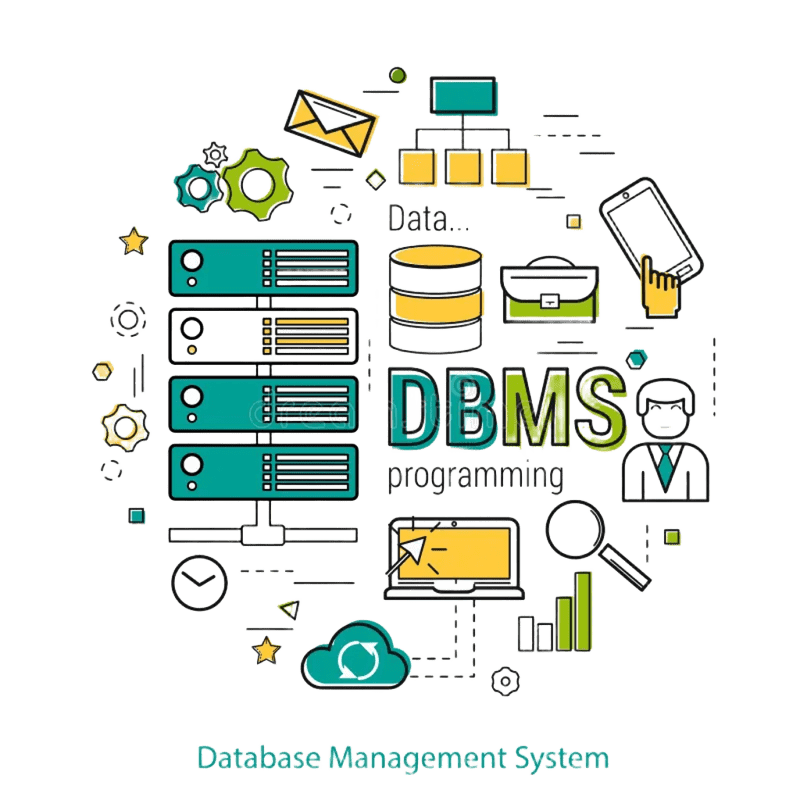 Data...
DBMS
programming
Database Management System